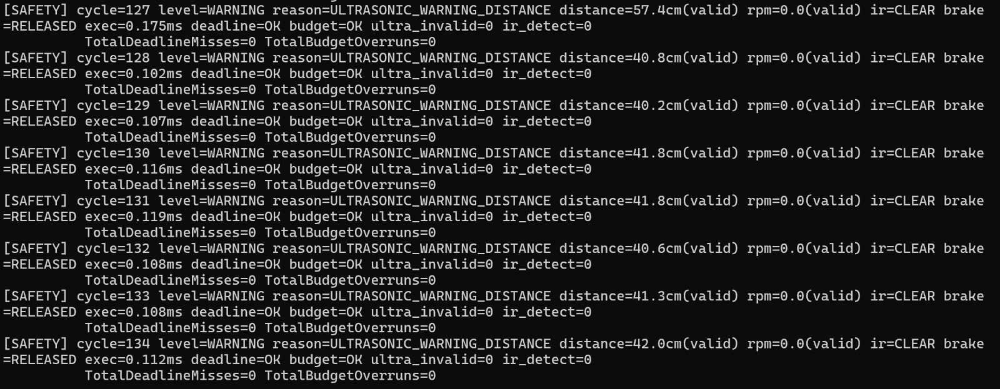 [SAFETY] cycle=127 level=WARNING reason=ULTRASONIC_WARNING_DISTANCE distance=57.4cm(valid) rpm=0.0(valid) ir=CLEAR brake
=RELEASED exec=0.175ms deadline=OK budget=OK ultra_invalid=0 ir_detect=0
TotalDeadlineMisses=0 TotalBudgetOverruns=0
[SAFETY] cycle=128 level=WARNING reason=ULTRASONIC_WARNING_DISTANCE distance=40.8cm(valid) rpm=0.0(valid) ir=CLEAR brake
=RELEASED exec=0.102ms deadline=OK budget=OK ultra_invalid=0 ir_detect=0
TotalDeadlineMisses=0 TotalBudgetOverruns=0
[SAFETY] cycle=129 level=WARNING reason=ULTRASONIC_WARNING_DISTANCE distance=40.2cm(valid) rpm=0.0(valid) ir=CLEAR brake
=RELEASED exec=0.107ms deadline=OK budget=OK ultra_invalid=0 ir_detect=0
TotalDeadlineMisses=0 TotalBudgetOverruns=0
[SAFETY] cycle=130 level=WARNING reason=ULTRASONIC_WARNING_DISTANCE distance=41.8cm(valid) rpm=0.0(valid) ir=CLEAR brake
=RELEASED exec=0.116ms deadline=OK budget=OK ultra_invalid=0 ir_detect=0
TotalDeadlineMisses=0 TotalBudgetOverruns=0
[SAFETY] cycle=131 level=WARNING reason=ULTRASONIC_WARNING_DISTANCE distance=41.8cm(valid) rpm=0.0(valid) ir=CLEAR brake
=RELEASED exec=0.119ms deadline=OK budget=OK ultra_invalid=0 ir_detect=0
TotalDeadlineMisses=0 TotalBudgetOverruns=0
[SAFETY] cycle=132 level=WARNING reason=ULTRASONIC_WARNING_DISTANCE distance=40.6cm(valid) rpm=0.0(valid) ir=CLEAR brake
=RELEASED exec=0.108ms deadline=OK budget=OK ultra_invalid=0 ir_detect=0
TotalDeadlineMisses=0 TotalBudgetOverruns=0
[SAFETY] cycle=133 level=WARNING reason=ULTRASONIC_WARNING_DISTANCE distance=41.3cm(valid) rpm=0.0(valid) ir=CLEAR brake
=RELEASED exec=0.108ms deadline=OK budget=OK ultra_invalid=0 ir_detect=0
TotalDeadlineMisses=0 TotalBudgetOverruns=0
[SAFETY] cycle=134 level=WARNING reason=ULTRASONIC_WARNING_DISTANCE distance=42.0cm(valid) rpm=0.0(valid) ir=CLEAR brake
=RELEASED exec=0.112ms deadline=OK budget=OK ultra_invalid=0 ir_detect=0
TotalDeadlineMisses=0 TotalBudgetOverruns=0